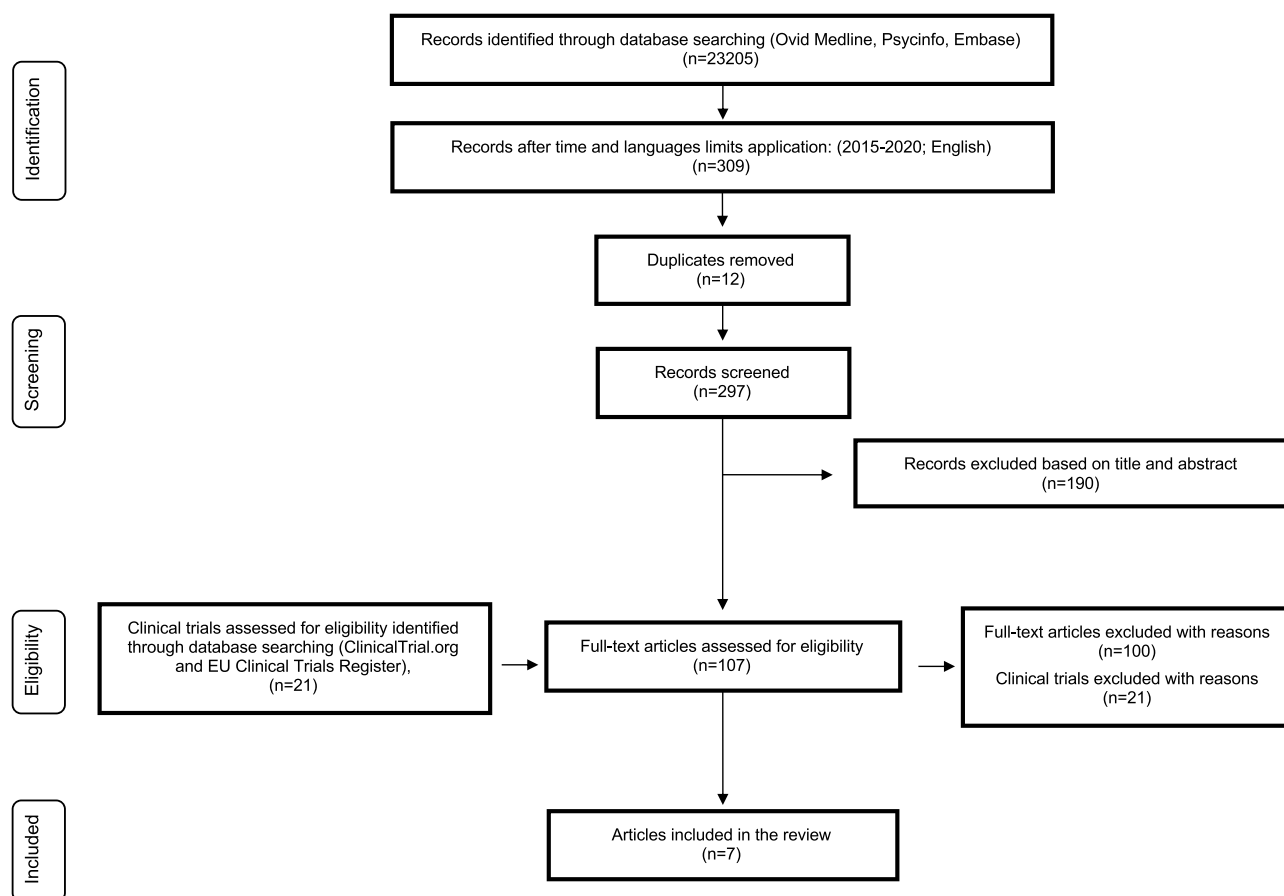 Identification
Records identified through database searching (Ovid Medline, Psycinfo, Embase)
(n=23205)
Records after time and languages limits application: (2015-2020; English)
(n=309)
Duplicates removed
(n=12)
Screening
Records screened
(n=297)
Records excluded based on title and abstract
(n=190)
Eligibility
Clinical trials assessed for eligibility identified
through database searching (ClinicalTrial.org
and EU Clinical Trials Register),
(n=21)
Full-text articles assessed for eligibility
(n=107)
Full-text articles excluded with reasons
(n=100)
Clinical trials excluded with reasons
(n=21)
Included
Articles included in the review
(n=7)